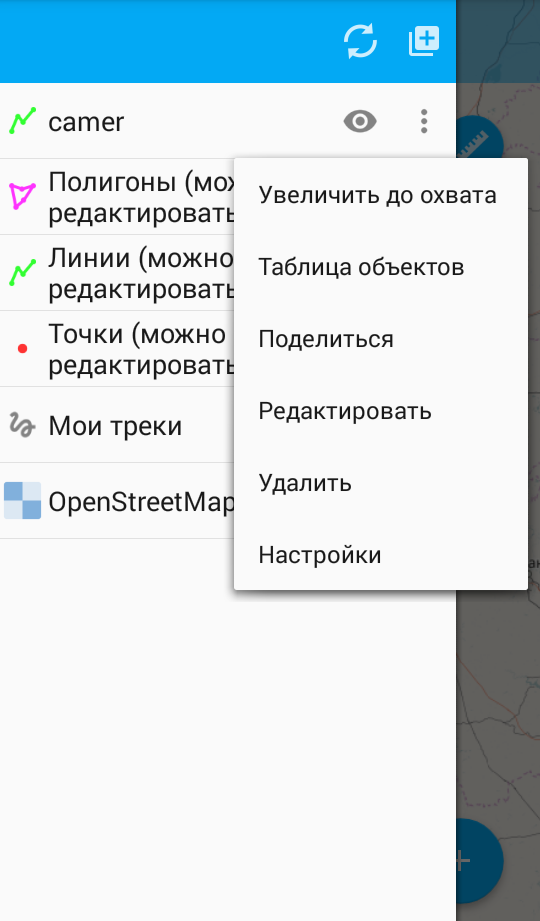 camer
Полигоны (мож
редактировать
Линии (можно
редактировать
Точки (можно
редактировать
Мои треки
OpenStreetMap
Увеличить до охвата
Таблица объектов
Поделиться
Редактировать
Удалить
Настройки